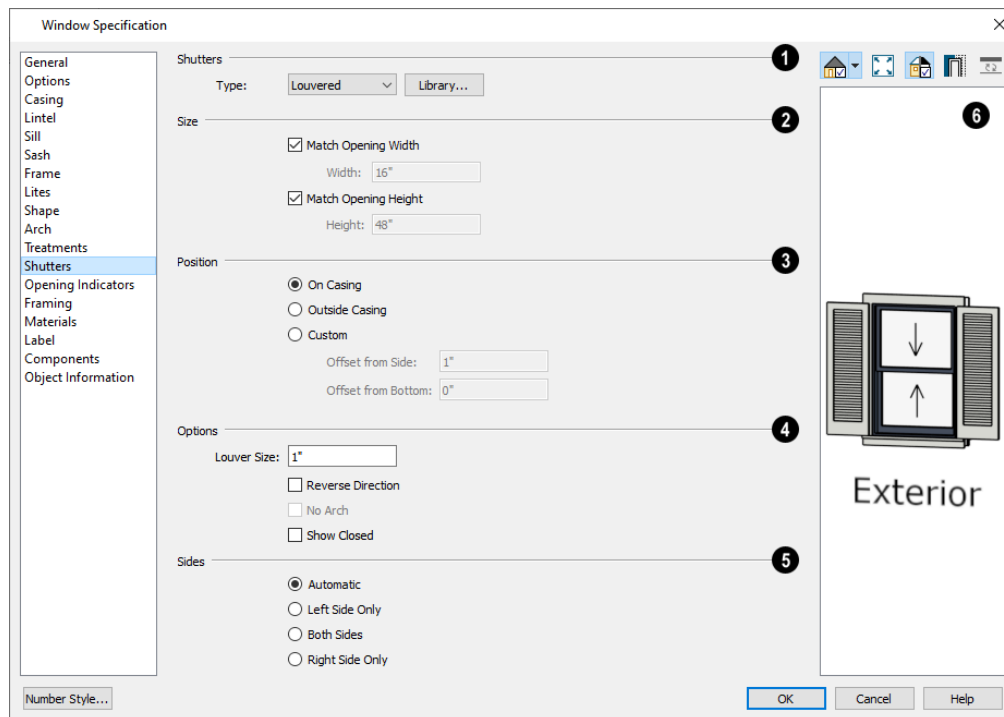 Window Specification
General
Options
Casing
Lintel
Sill
Sash
Frame
Lites
Shape
Arch
Treatments
Shutters
Opening Indicators
Framing
Materials
Label
Components
Object Information
Shutters
1
Type: Louvered Library...
Size
2
Match Opening Width
Width: 16"
Match Opening Height
Height: 48"
Position
3
On Casing
Outside Casing
Custom
Offset from Side: 1"
Offset from Bottom: 0"
Options
4
Louver Size: 1"
Reverse Direction
No Arch
Show Closed
Sides
5
Automatic
Left Side Only
Both Sides
Right Side Only
6
Exterior
Number Style...
OK
Cancel
Help